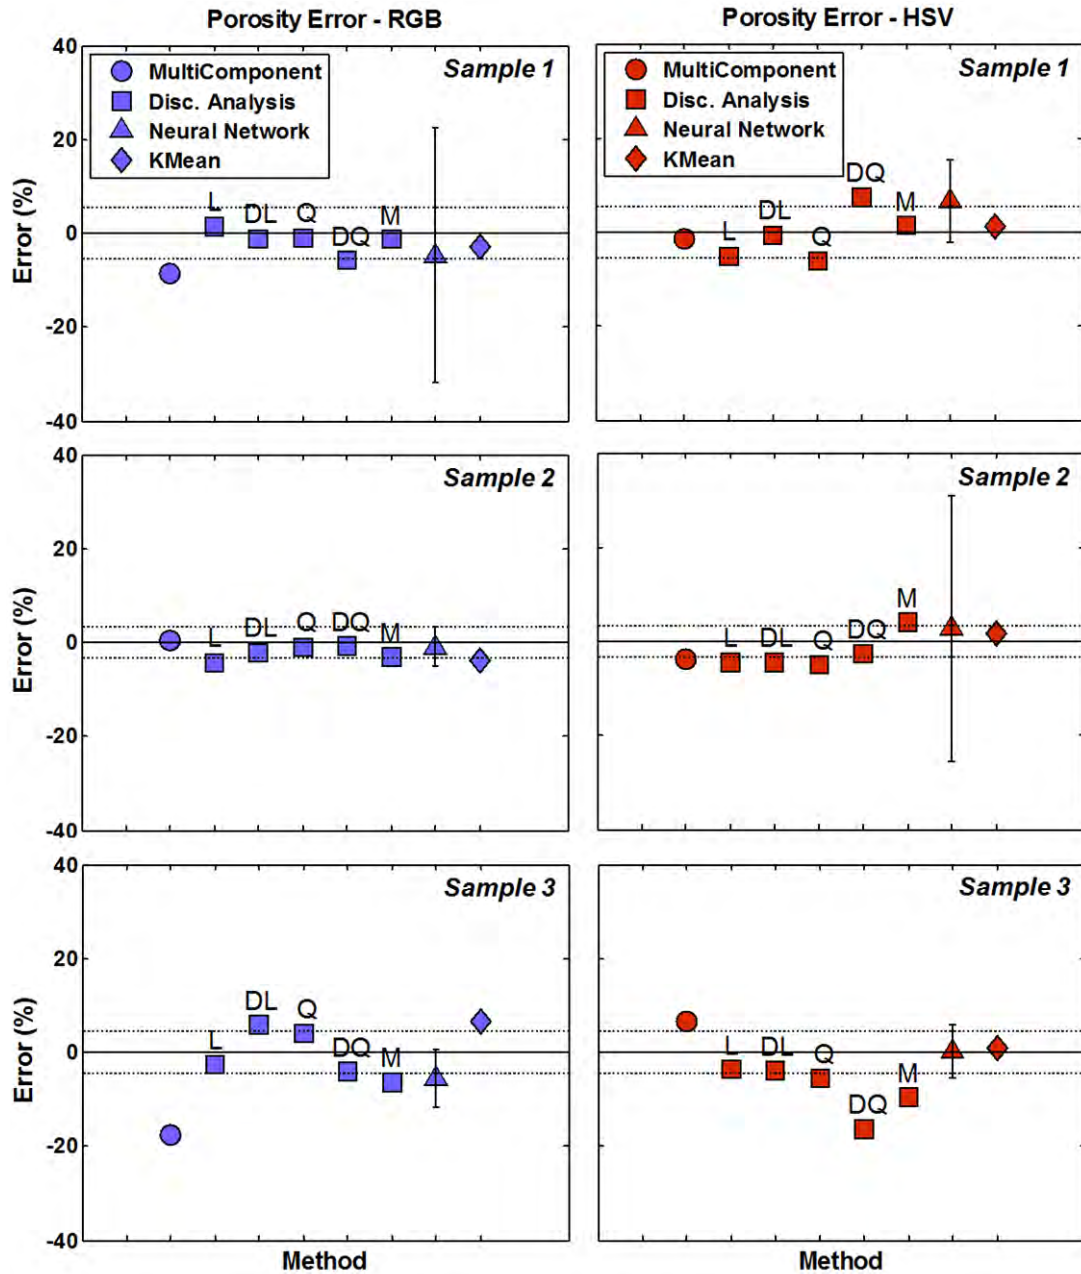 Porosity Error - RGB
Porosity Error - HSV
40
20
0
-20
-40
Error (%)
MultiComponent
Disc. Analysis
Neural Network
KMean
Sample 1
L
DL
Q
DQ
M
MultiComponent
Disc. Analysis
Neural Network
KMean
Sample 1
L
DL
Q
DQ
M
40
20
0
-20
-40
Error (%)
Sample 2
L
DL
Q
DQ
M
Sample 2
L
DL
Q
DQ
M
40
20
0
-20
-40
Error (%)
Sample 3
L
DL
Q
DQ
M
Method
Sample 3
L
DL
Q
DQ
M
Method